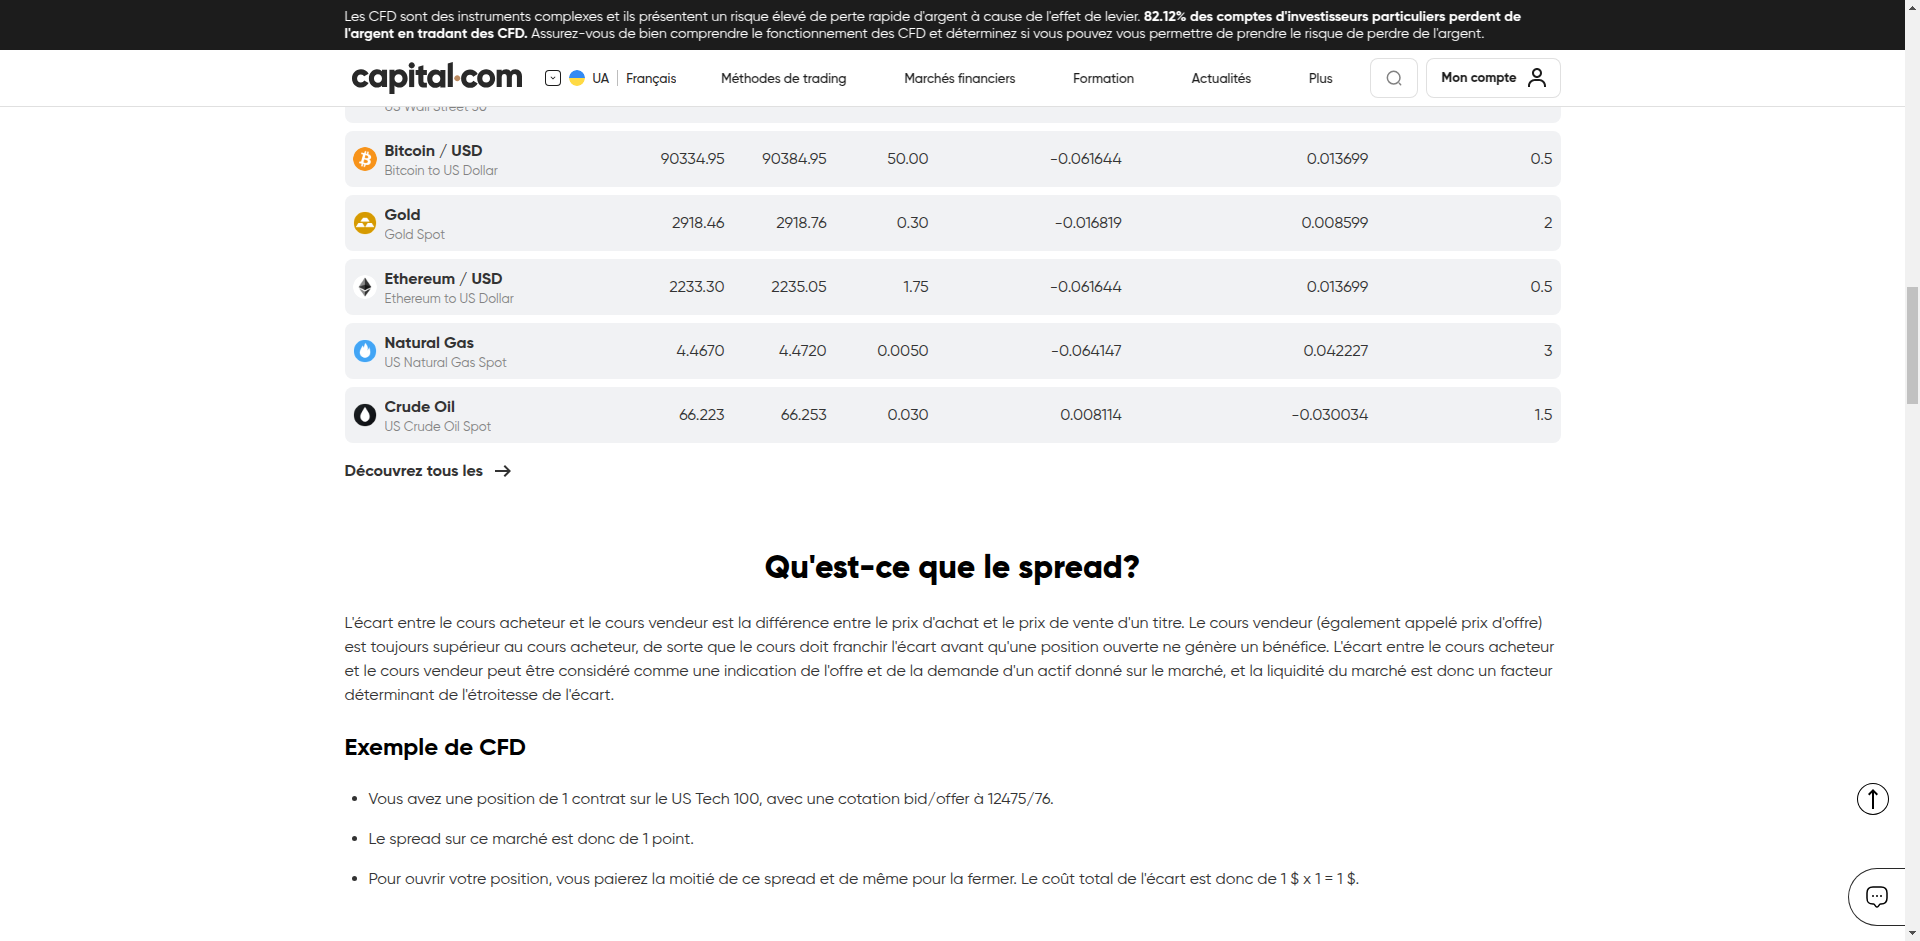 Les CFD sont des instruments complexes et ils présentent un risque élevé de perte rapide d'argent à cause de l'effet de levier. 82.12% des comptes d'investisseurs particuliers perdent de
l'argent en tradant des CFD. Assurez-vous de bien comprendre le fonctionnement des CFD et déterminez si vous pouvez vous permettre de prendre le risque de perdre de l'argent.
capital.com UA Français Méthodes de trading Marchés financiers Formation Actualités Plus Mon compte
US Wall Street 30
Bitcoin / USD 90334.95 90384.95 50.00 -0.061644 0.013699 0.5
Bitcoin to US Dollar
Gold 2918.46 2918.76 0.30 -0.016819 0.008599 2
Gold Spot
Ethereum / USD 2233.30 2235.05 1.75 -0.061644 0.013699 0.5
Ethereum to US Dollar
Natural Gas 4.4670 4.4720 0.0050 -0.064147 0.042227 3
US Natural Gas Spot
Crude Oil 66.223 66.253 0.030 0.008114 -0.030034 1.5
US Crude Oil Spot
Découvrez tous les
Qu'est-ce que le spread?
L'écart entre le cours acheteur et le cours vendeur est la différence entre le prix d'achat et le prix de vente d'un titre. Le cours vendeur (également appelé prix d'offre)
est toujours supérieur au cours acheteur, de sorte que le cours doit franchir l'écart avant qu'une position ouverte ne génère un bénéfice. L'écart entre le cours acheteur
et le cours vendeur peut être considéré comme une indication de l'offre et de la demande d'un actif donné sur le marché, et la liquidité du marché est donc un facteur
déterminant de l'étroitesse de l'écart.
Exemple de CFD
• Vous avez une position de 1 contrat sur le US Tech 100, avec une cotation bid/offer à 12475/76.
• Le spread sur ce marché est donc de 1 point.
• Pour ouvrir votre position, vous paierez la moitié de ce spread et de même pour la fermer. Le coût total de l'écart est donc de 1 $ x 1 = 1 $.